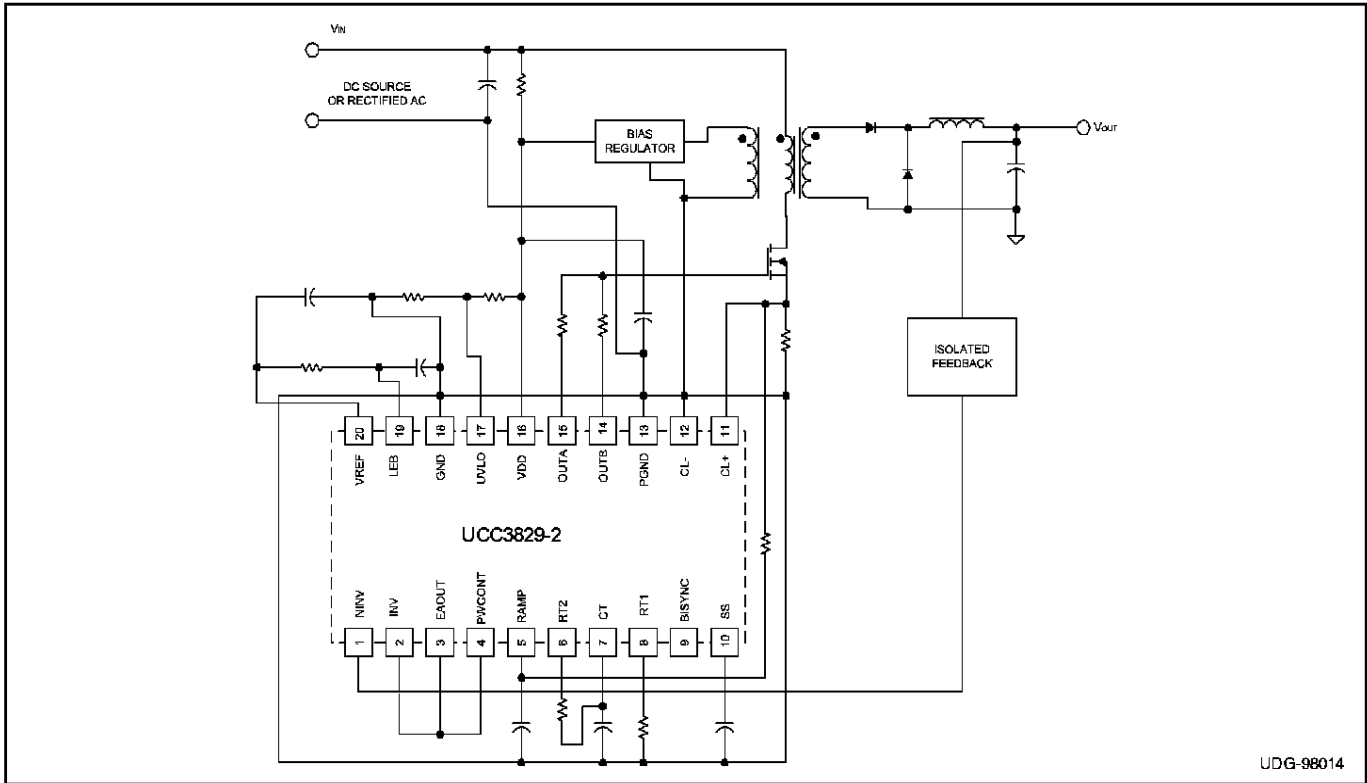 VIN
DC SOURCE
OR RECTIFIED AC
BIAS
REGULATOR
VOUT
ISOLATED
FEEDBACK
20
19
18
17
16
15
14
13
12
11
VREF
LEB
GND
UVLO
VDD
OUTA
OUTB
PGND
CL-
CL+
UCC3829-2
NINV
INV
EAOUT
PWCONT
RAMP
RT2
CT
RT1
BISYNC
SS
1
2
3
4
5
6
7
8
9
10
UDG-98014